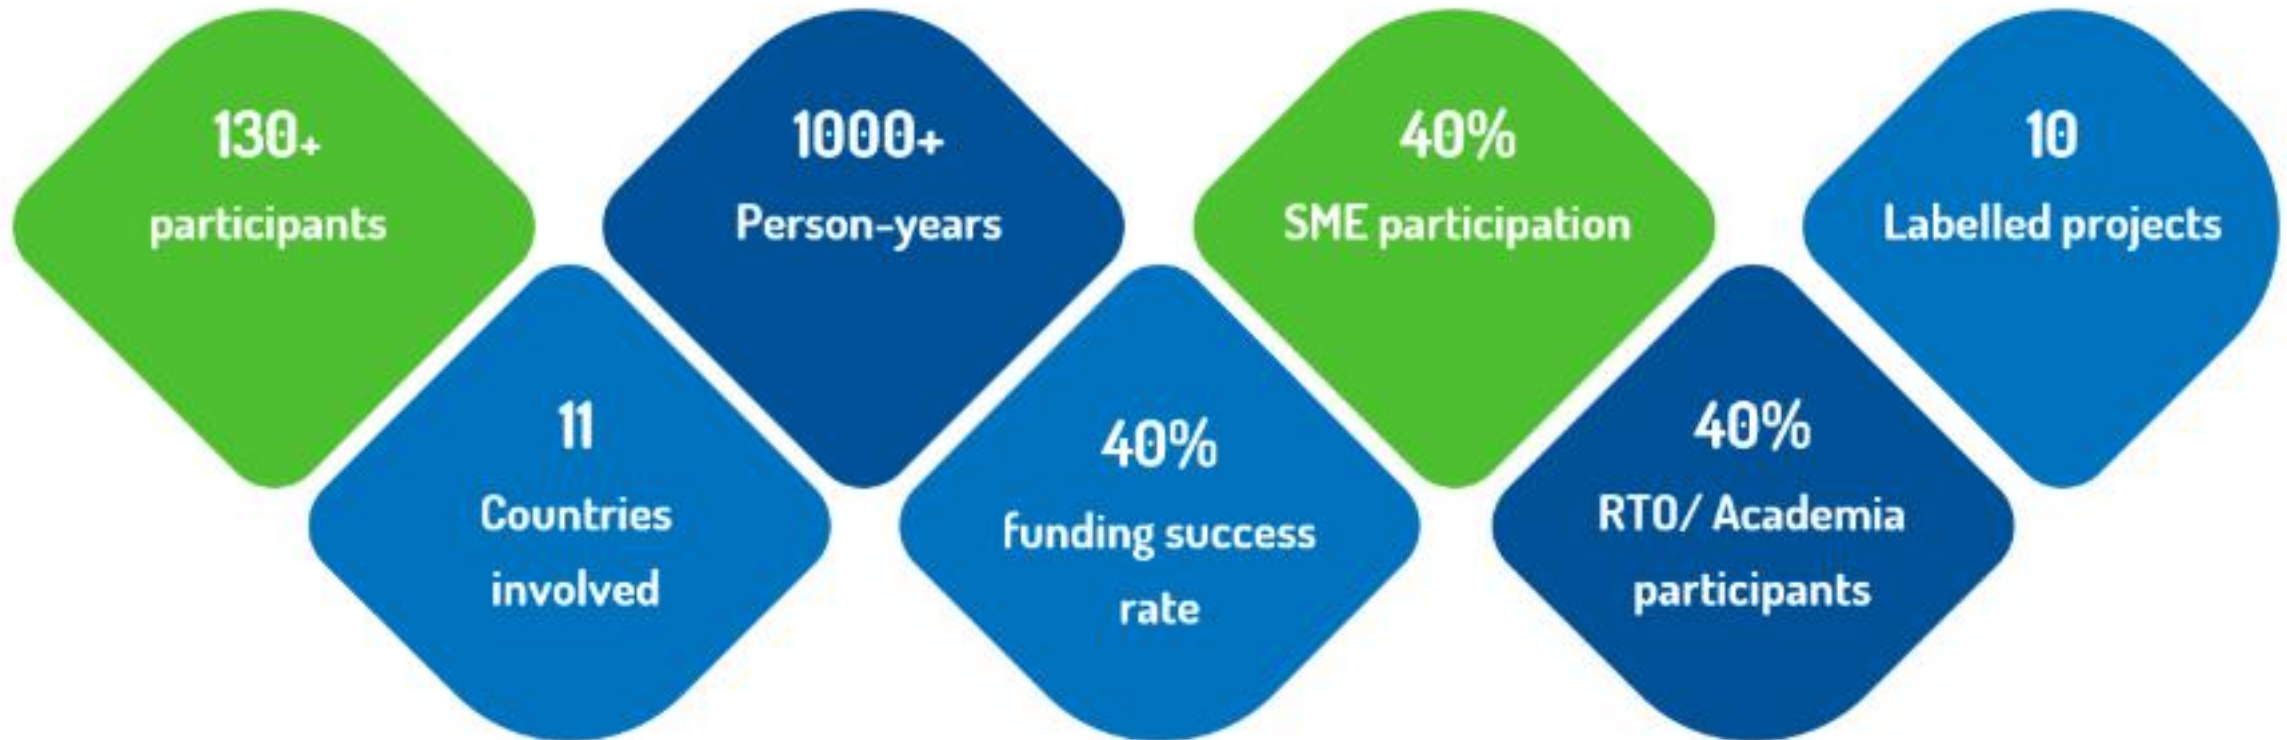 130+
participants
11
Countries
involved
1000+
Person-years
40%
funding success
rate
40%
SME participation
40%
RTO/ Academia
participants
10
Labelled projects